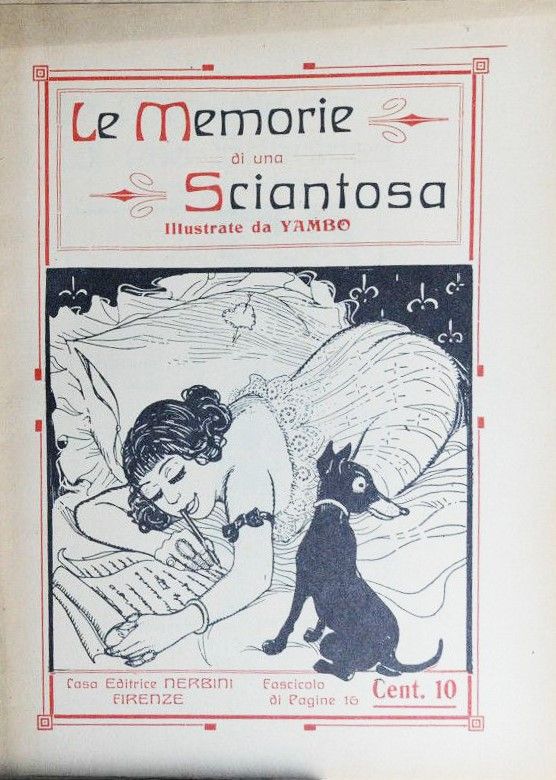 Le Memorie
di una
Sciantosa
Illustrate da YAMBO
Casa Editrice NERBINI
FIRENZE
Fascicolo
di Pagine 16
Cent. 10